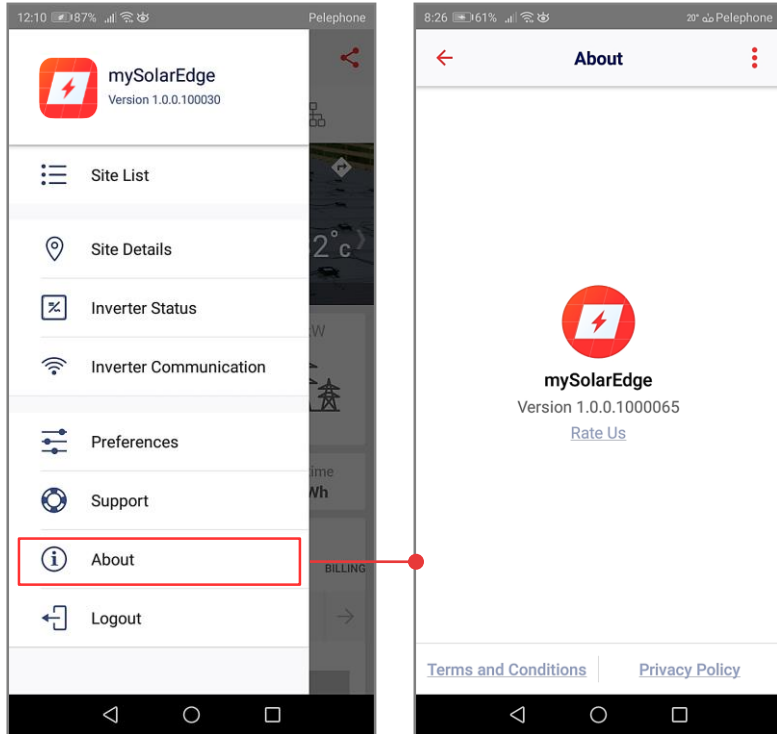 12:10 87% Pelephone
mySolarEdge
Version 1.0.0.100030
Site List
Site Details
2°c
Inverter Status
Inverter Communication
Preferences
Support
About
BILLING
Logout
8:26 61% 20° Pelephone
About
mySolarEdge
Version 1.0.0.1000065
Rate Us
Terms and Conditions
Privacy Policy